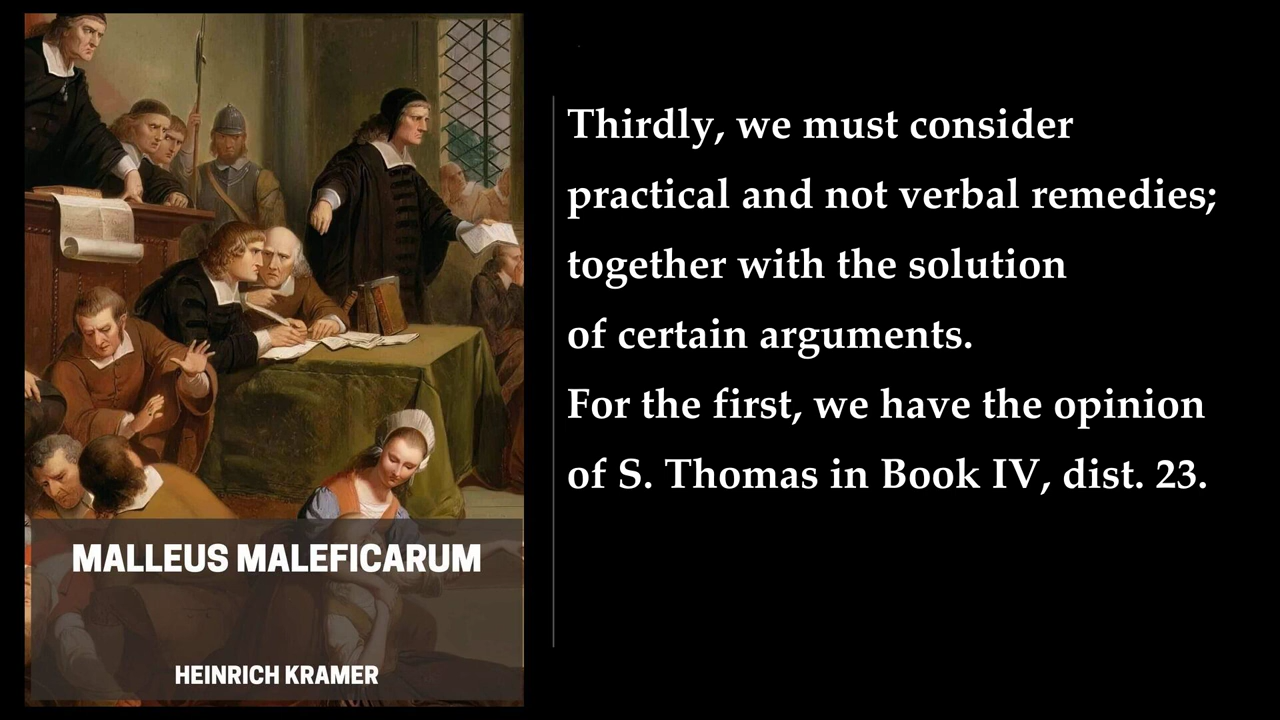 MALLEUS MALEFICARUM
HEINRICH KRAMER
Thirdly, we must consider
practical and not verbal remedies;
together with the solution
of certain arguments.
For the first, we have the opinion
of S. Thomas in Book IV, dist. 23.